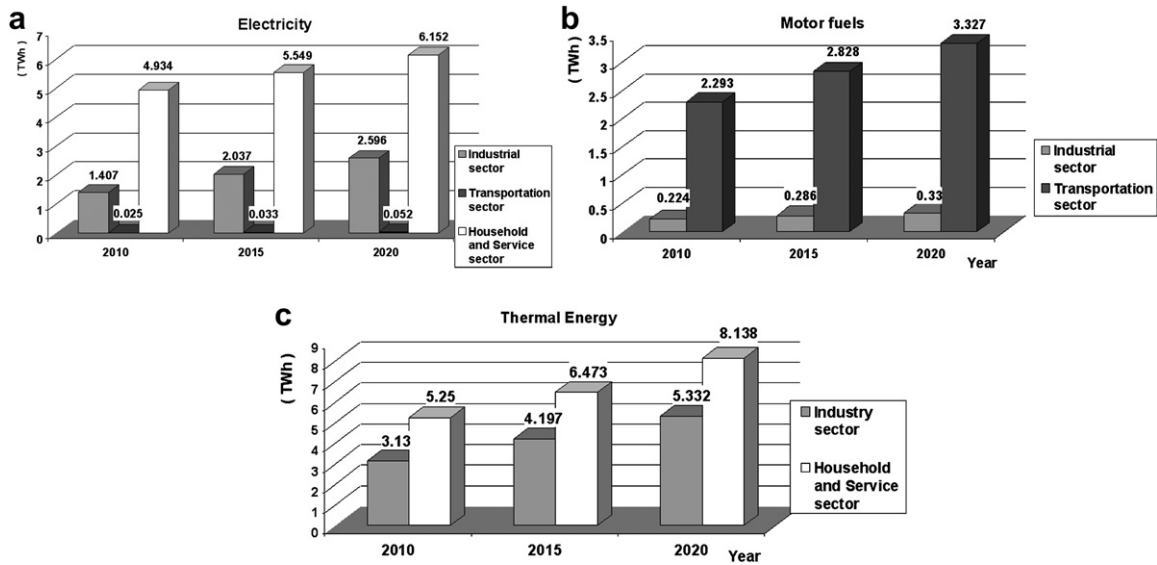 a
Electricity
( TWh)
7
6
5
4
3
2
1
0
4.934
5.549
6.152
1.407
2.037
2.596
0.025
0.033
0.052
2010 2015 2020
Industrial
sector
Transportation
sector
Household
and Service
sector
b
Motor fuels
( TWh)
3.5
3
2.5
2
1.5
1
0.5
0
2.293
2.828
3.327
0.224
0.286
0.33
2010 2015 2020
Year
Industrial
sector
Transportation
sector
c
Thermal Energy
( TWh)
9
8
7
6
5
4
3
2
1
0
3.13
5.25
4.197
6.473
5.332
8.138
2010 2015 2020
Year
Industry
sector
Household
and Service
sector